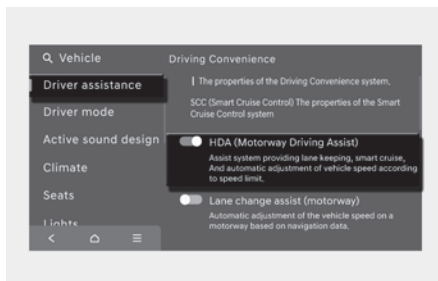 Vehicle
Driving Convenience
Driver assistance
The properties of the Driving Convenience system.
Driver mode
SCC (Smart Cruise Control) The properties of the Smart
Cruise Control system
Active sound design
HDA (Motorway Driving Assist)
Assist system providing lane keeping, smart cruise,
And automatic adjustment of vehicle speed according
to speed limit.
Climate
Seats
Lane change assist (motorway)
Automatic adjustment of the vehicle speed on a
motorway based on navigation data.
Lights